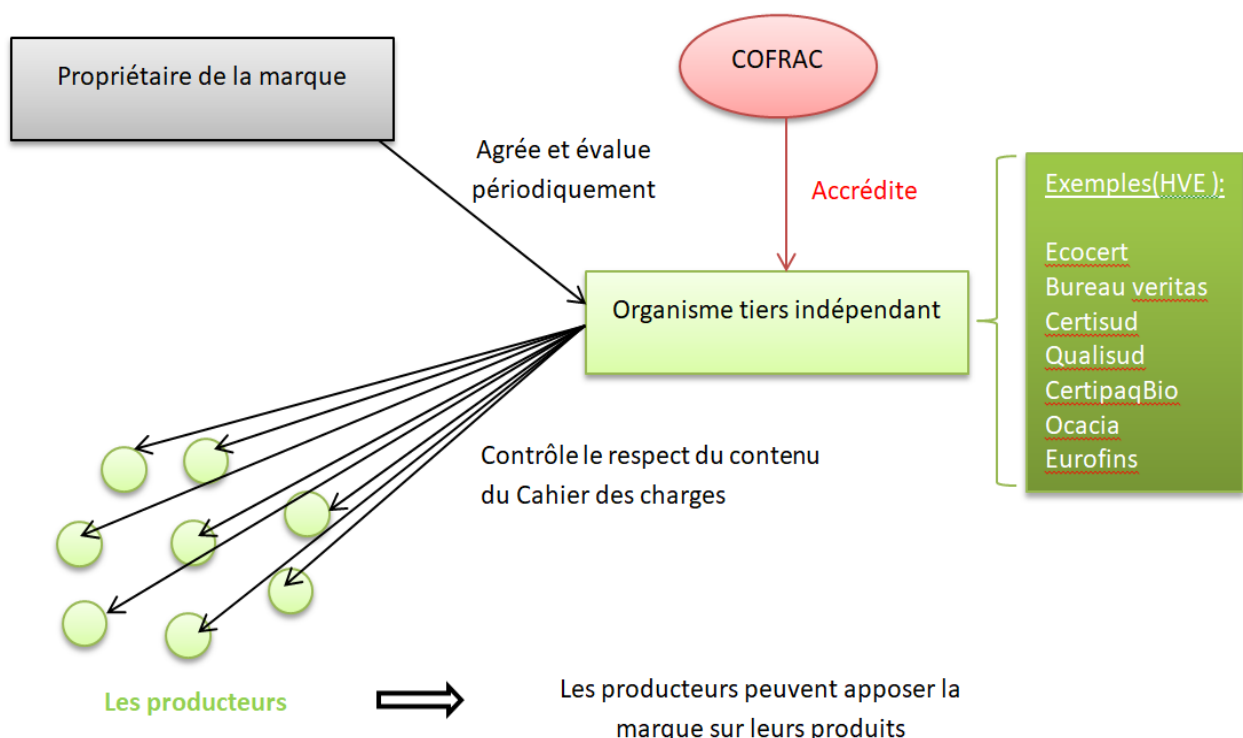 Propriétaire de la marque
COFRAC
Agrée et évalue
périodiquement
Accrédite
Exemples(HVE ):
Ecocert
Bureau veritas
Certisud
Qualisud
CertipaqBio
Ocacia
Eurofins
Organisme tiers indépendant
Contrôle le respect du contenu
du Cahier des charges
Les producteurs
Les producteurs peuvent apposer la
marque sur leurs produits